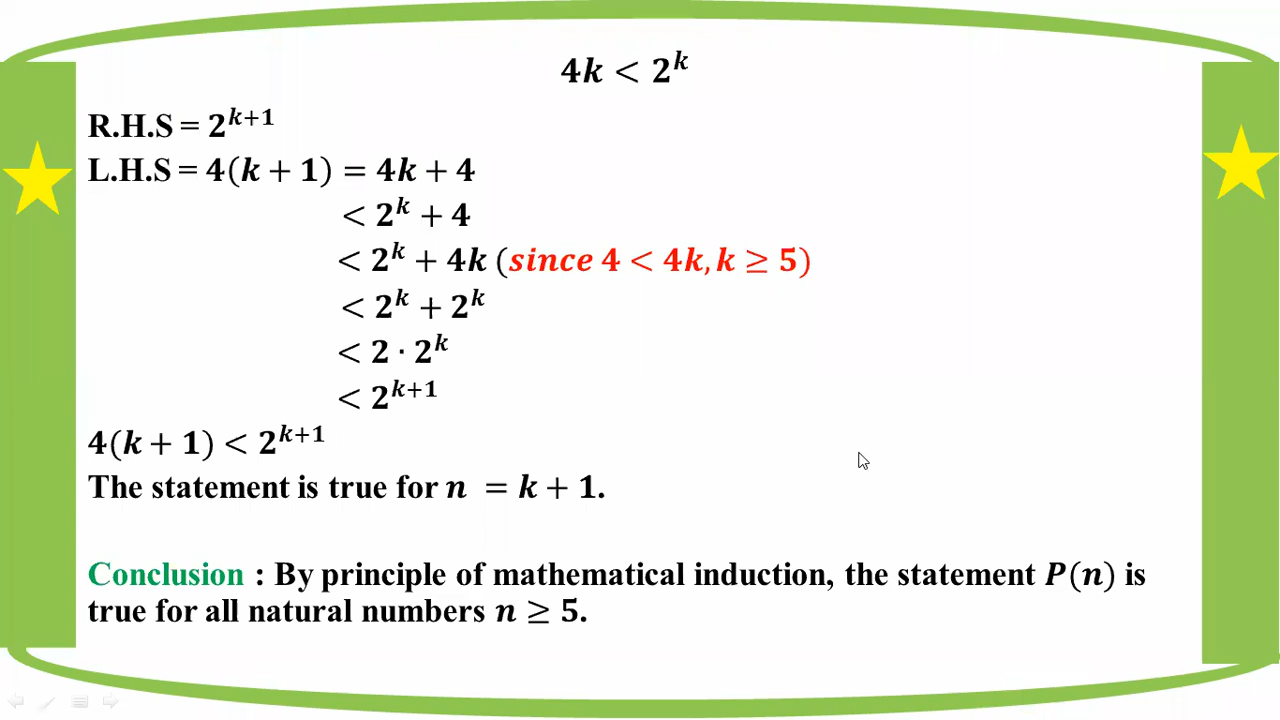 4k < 2^k
R.H.S = 2^{k+1}
L.H.S = 4(k + 1) = 4k + 4
< 2^k + 4
< 2^k + 4k (since 4 < 4k, k ≥ 5)
< 2^k + 2^k
< 2 · 2^k
< 2^{k+1}
4(k + 1) < 2^{k+1}
The statement is true for n = k + 1.
Conclusion : By principle of mathematical induction, the statement P(n) is
true for all natural numbers n ≥ 5.